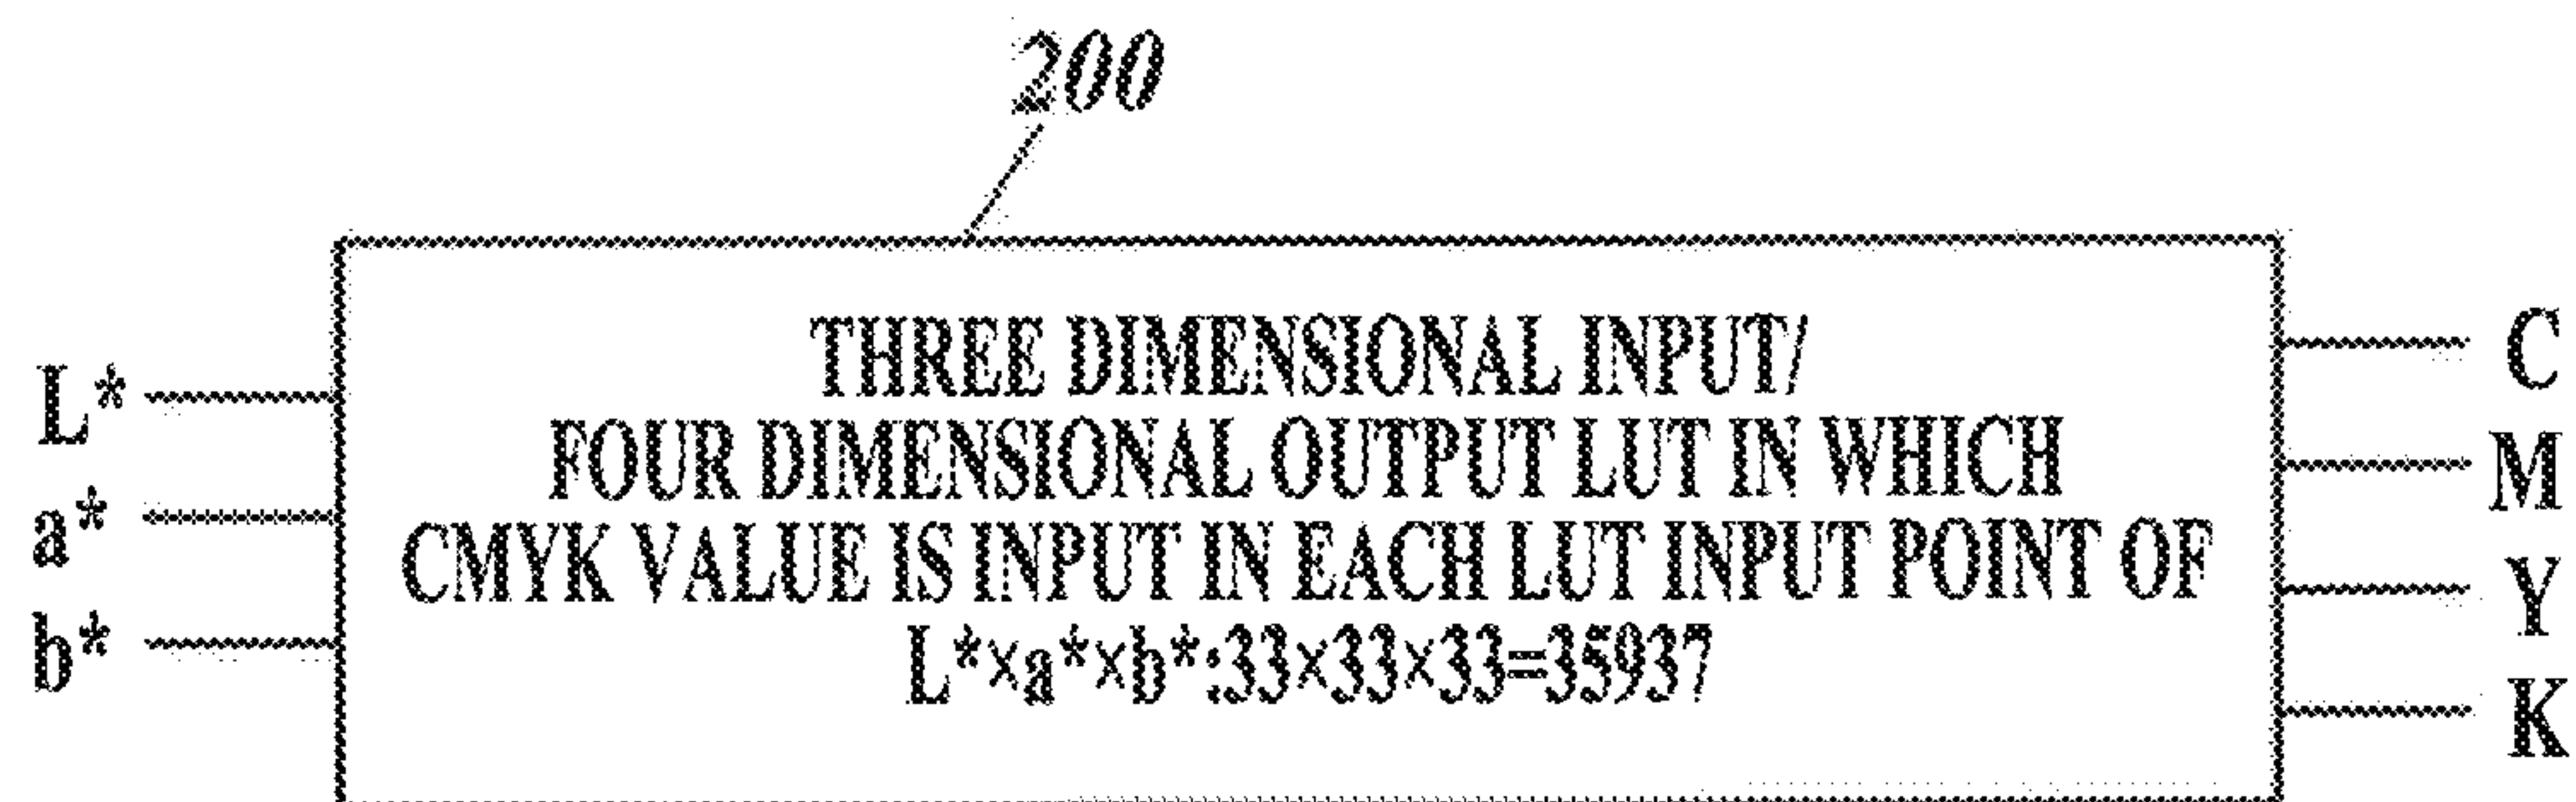 200
THREE DIMENSIONAL INPUT/
FOUR DIMENSIONAL OUTPUT LUT IN WHICH
CMYK VALUE IS INPUT IN EACH LUT INPUT POINT OF
L*×a*×b*:33×33×33=35937
L*
a*
b*
C
M
Y
K